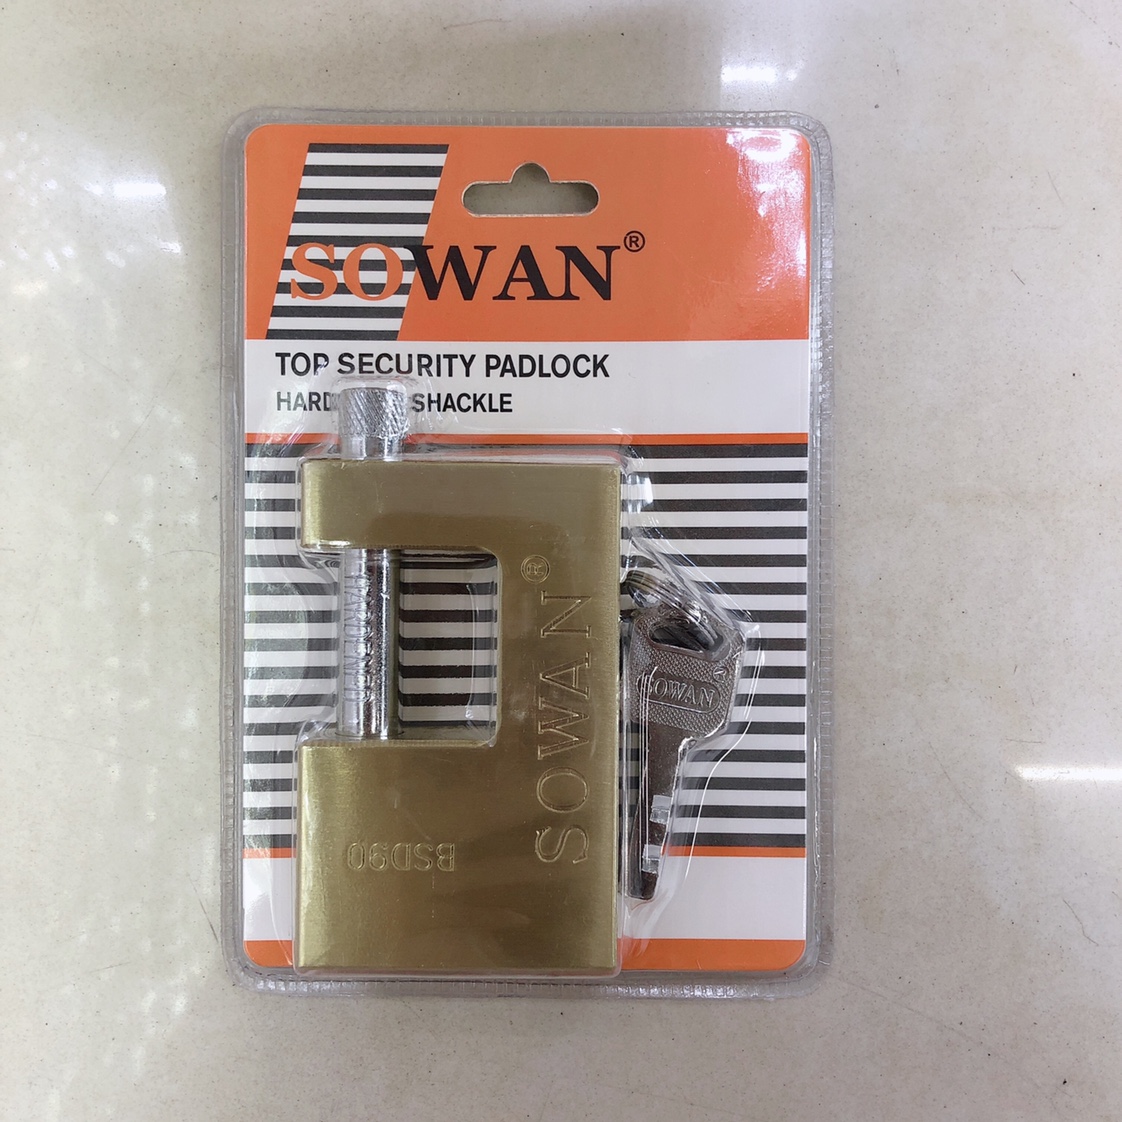 SOWAN®
TOP SECURITY PADLOCK
SHACKLE
SOWAN®
SOWAN
BSD90